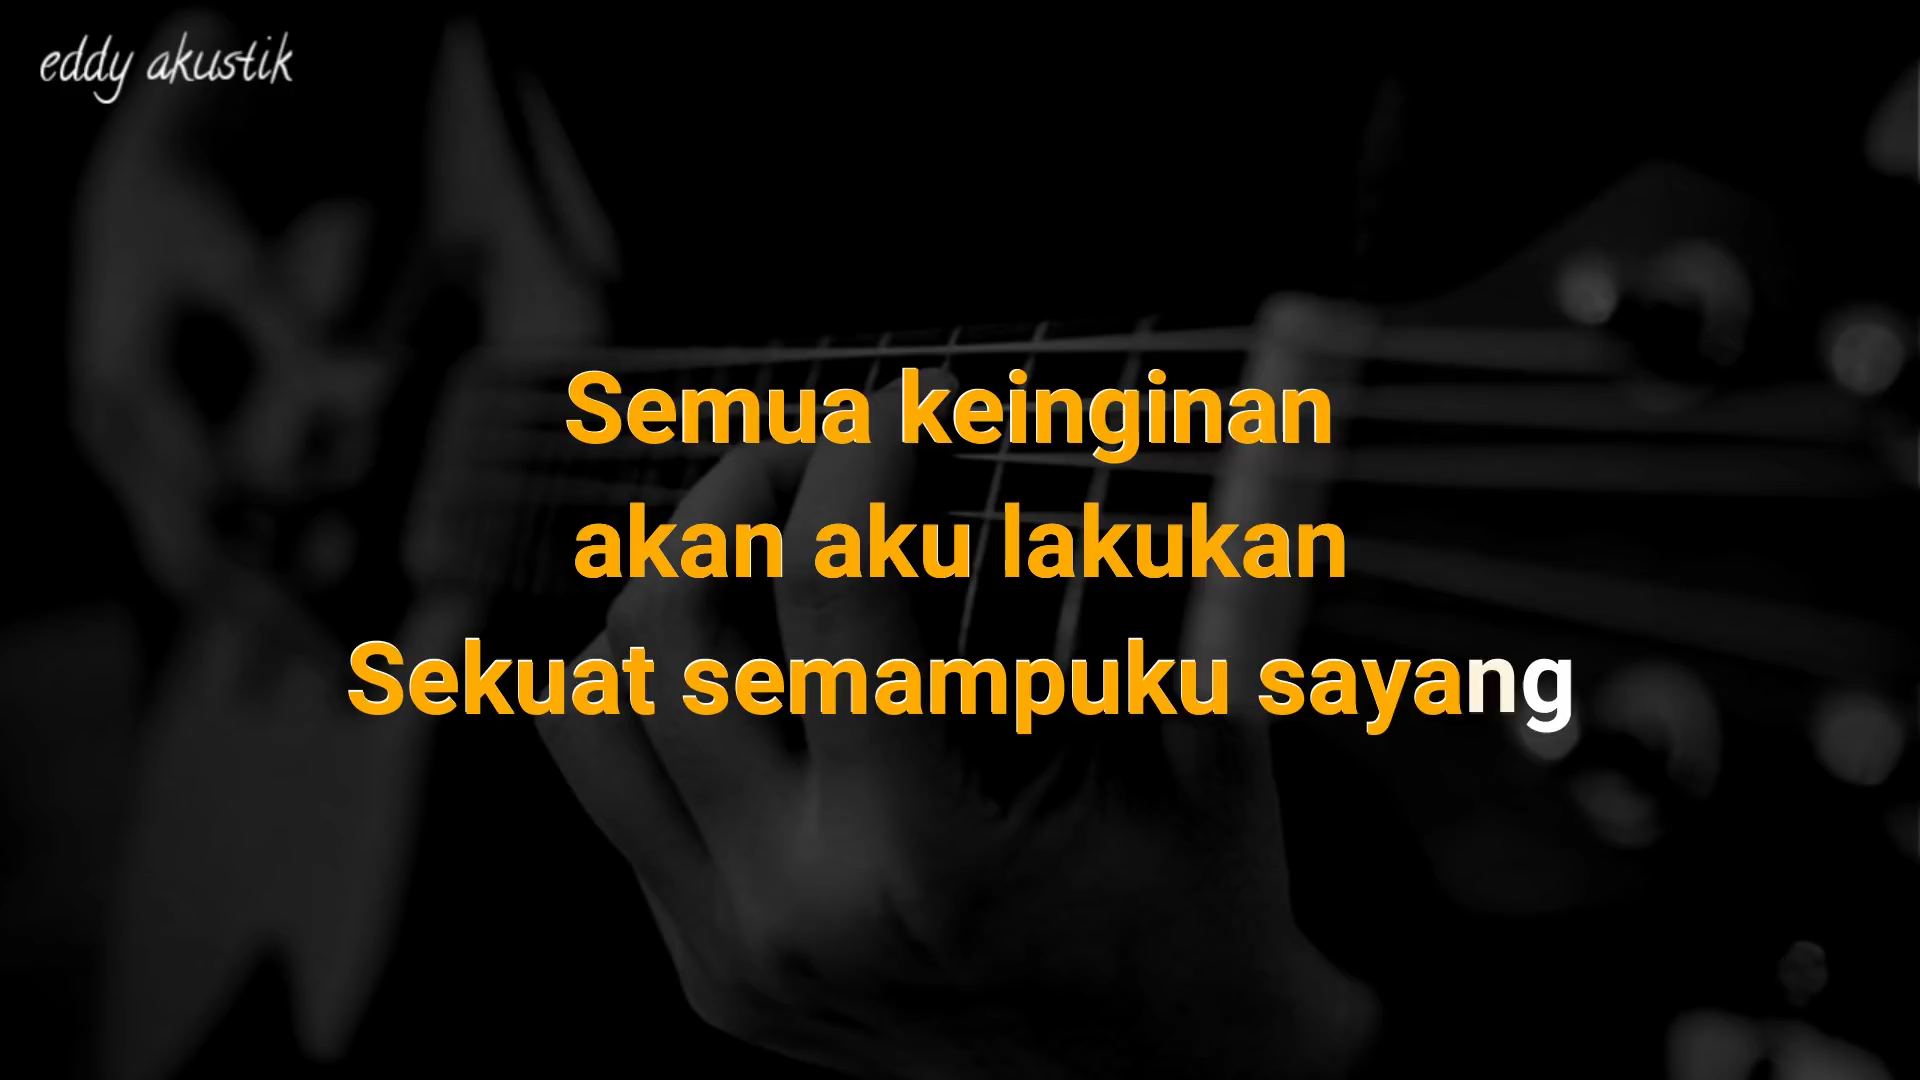 eddy akustik
Semua keinginan
akan aku lakukan
Sekuat semampuku sayang